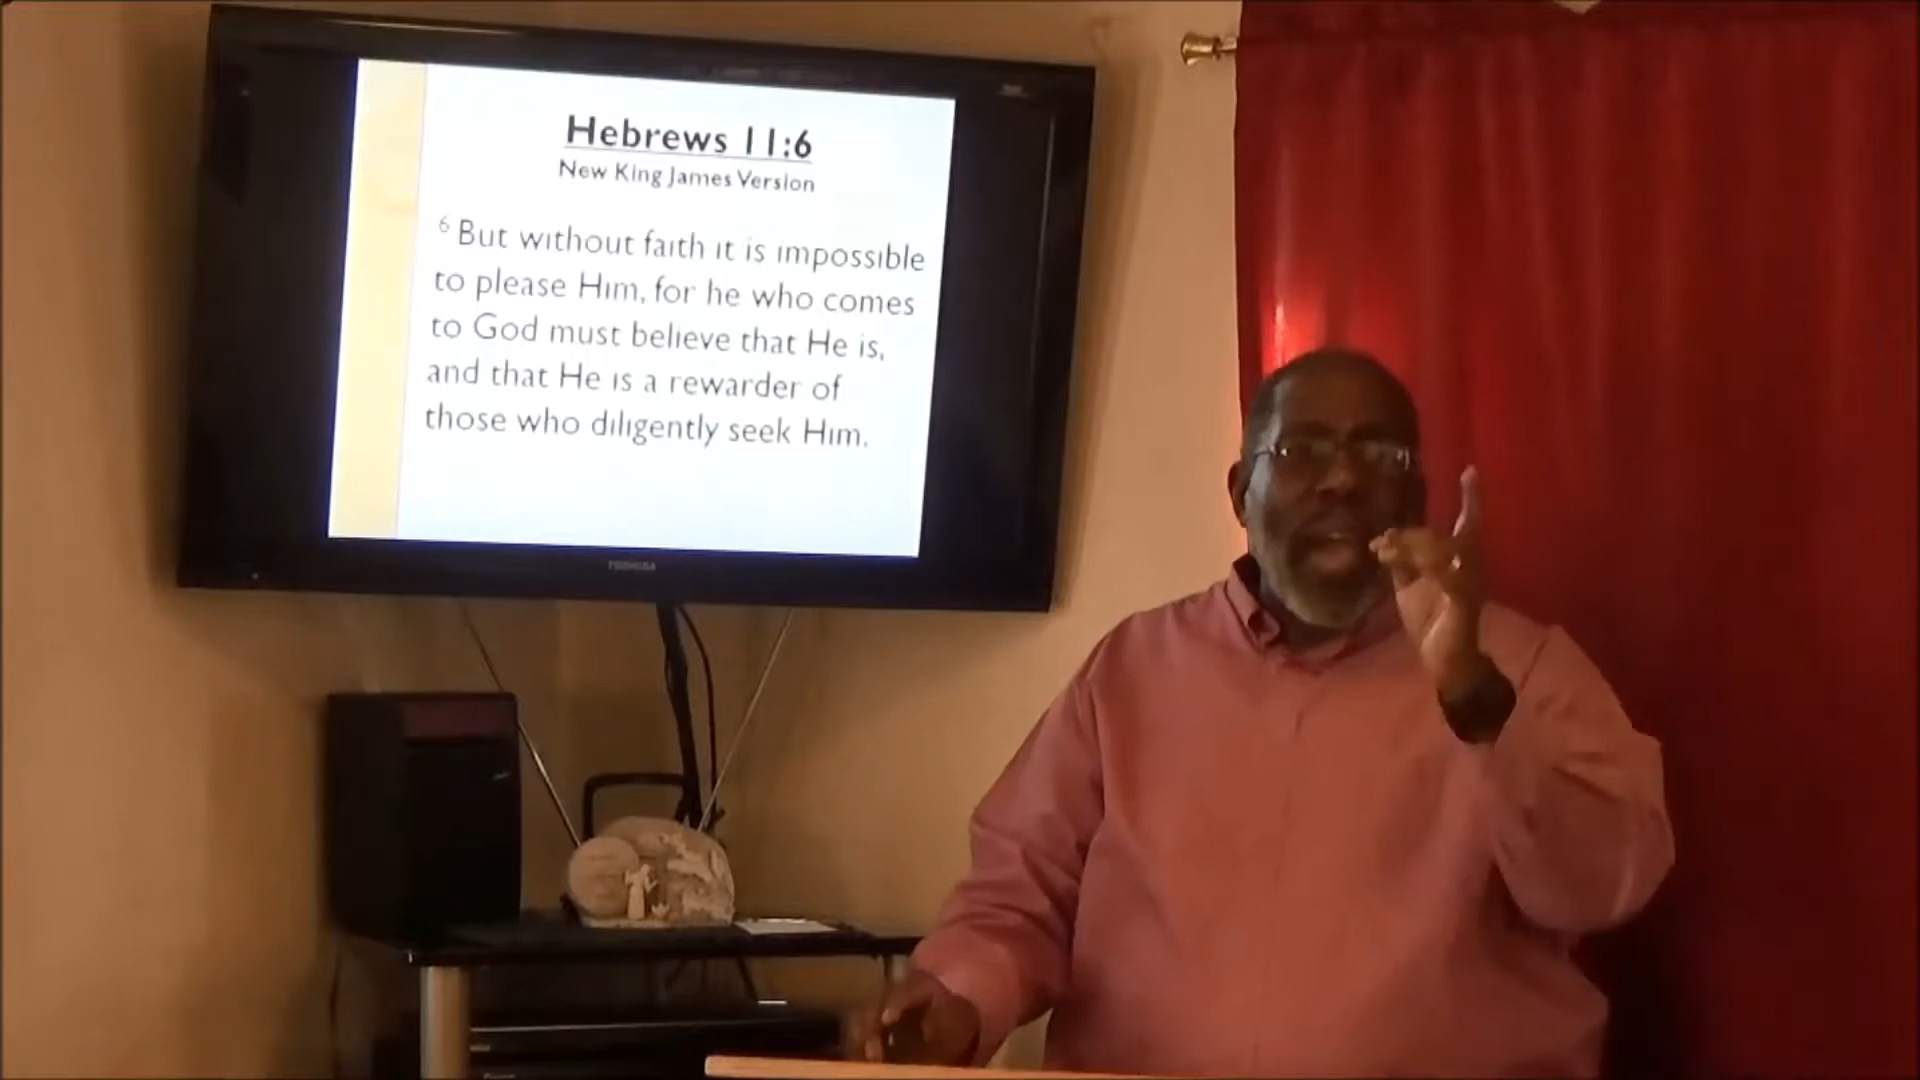 Hebrews 11:6
New King James Version
6 But without faith it is impossible
to please Him, for he who comes
to God must believe that He is,
and that He is a rewarder of
those who diligently seek Him.
TOSHIBA